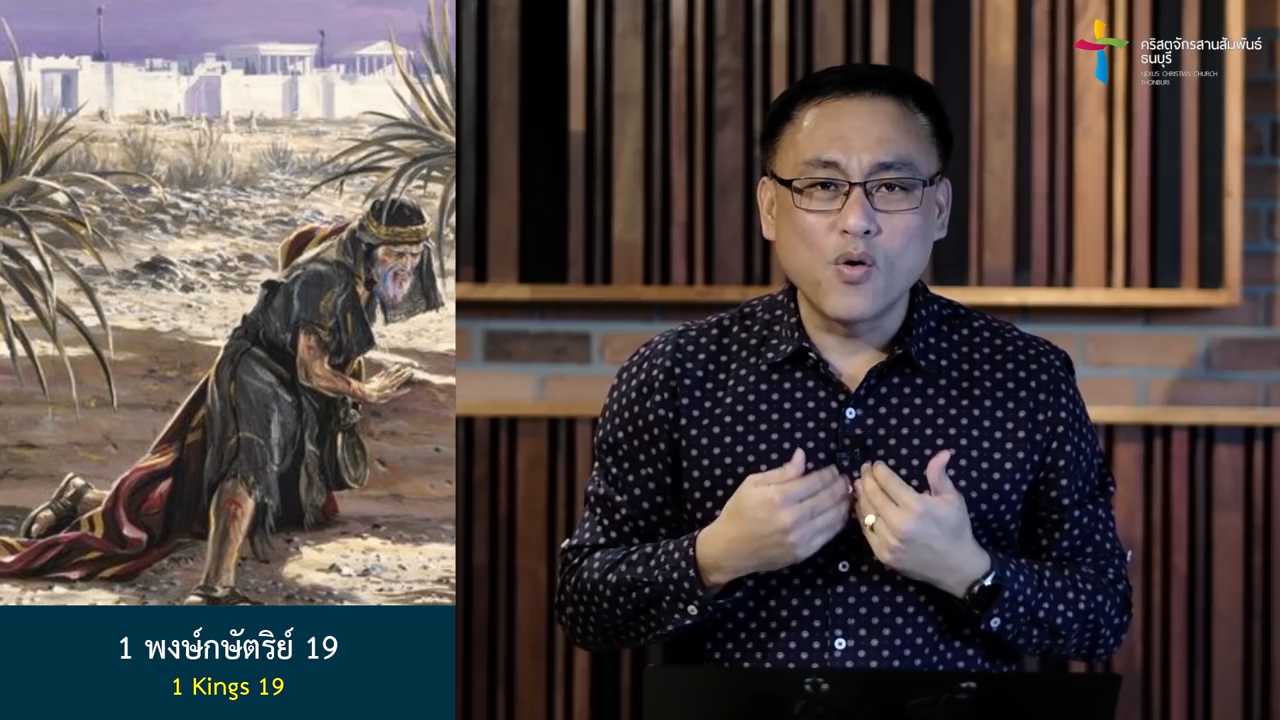 คริสตจักรสานสัมพันธ์
ธนบุรี
NEXUS CHRISTIAN CHURCH
THONBURI
1 พงษ์กษัตริย์ 19
1 Kings 19